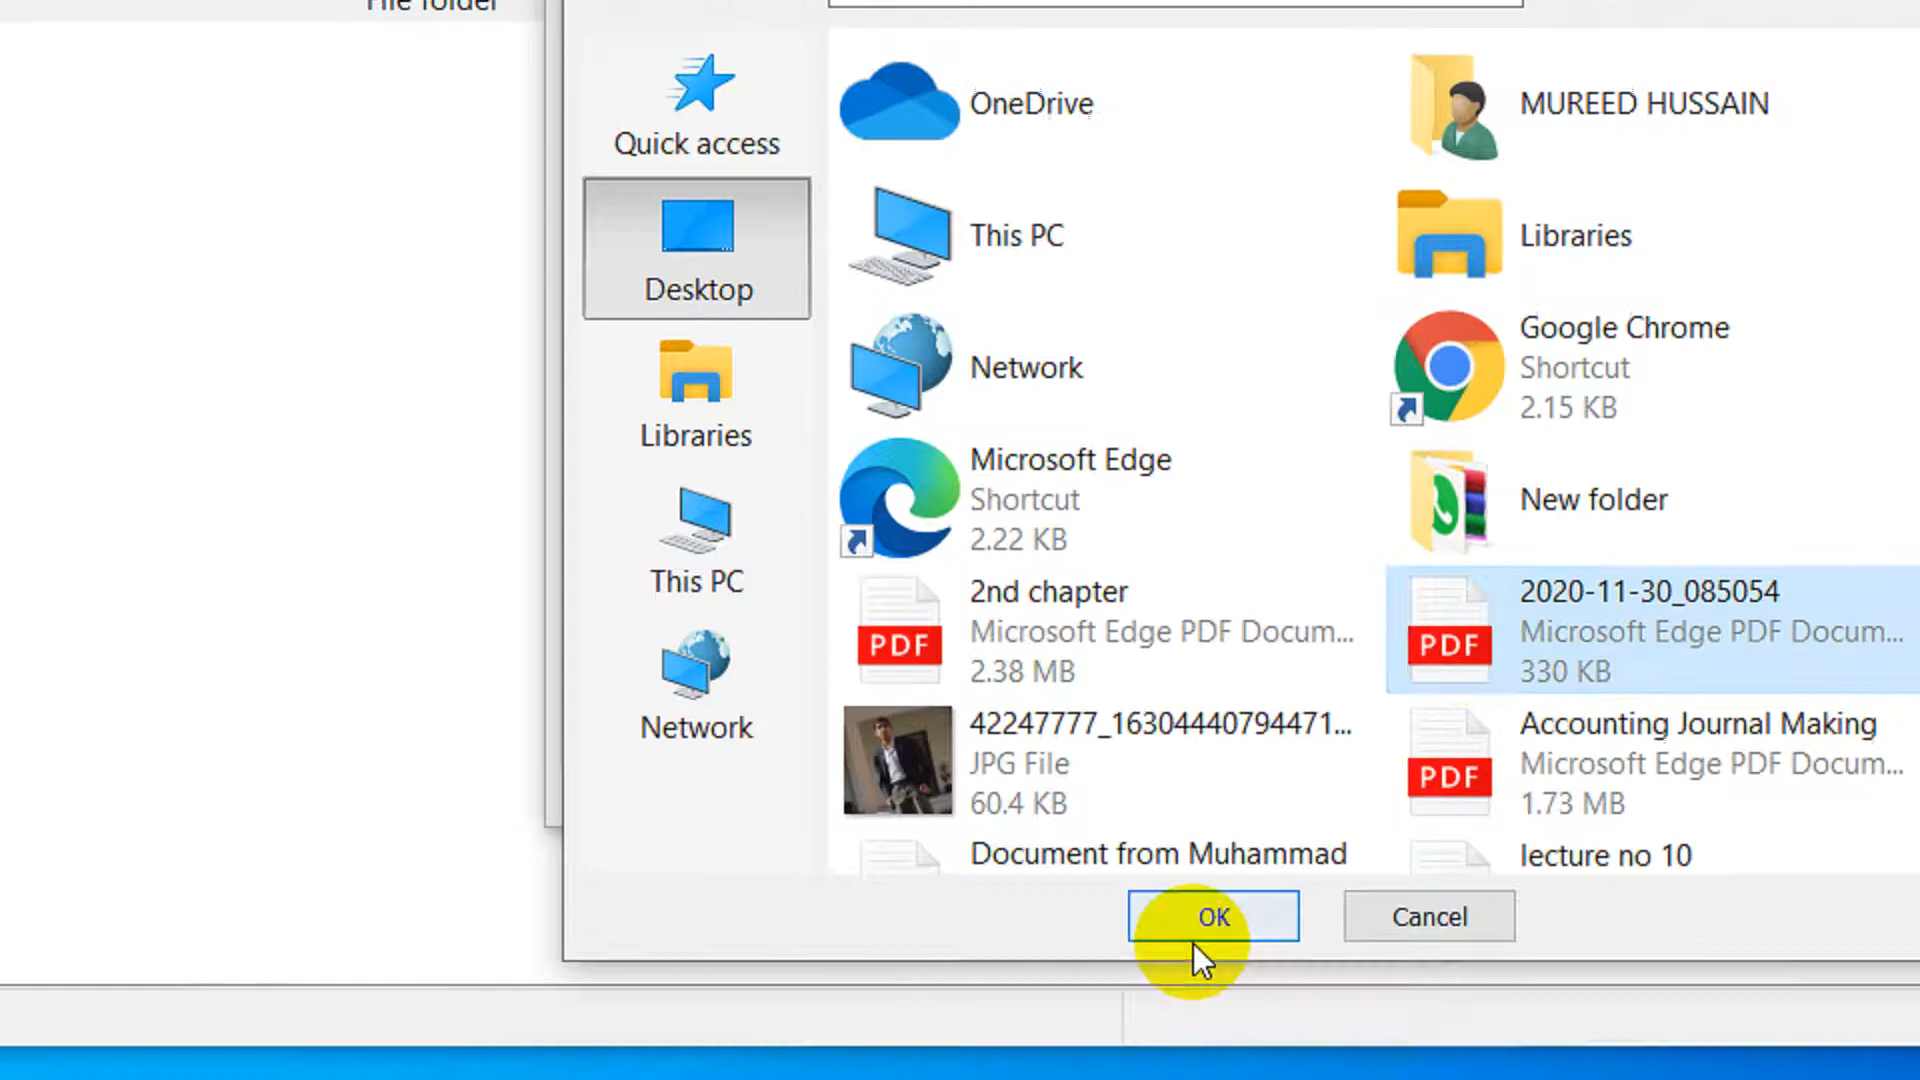 File folder
Quick access
Desktop
Libraries
This PC
Network
OneDrive
MUREED HUSSAIN
This PC
Libraries
Network
Google Chrome
Shortcut
2.15 KB
Microsoft Edge
Shortcut
2.22 KB
New folder
PDF
2nd chapter
Microsoft Edge PDF Docum...
2.38 MB
PDF
2020-11-30_085054
Microsoft Edge PDF Docum...
330 KB
42247777_16304440794471...
JPG File
60.4 KB
PDF
Accounting Journal Making
Microsoft Edge PDF Docum...
1.73 MB
Document from Muhammad
lecture no 10
OK
Cancel